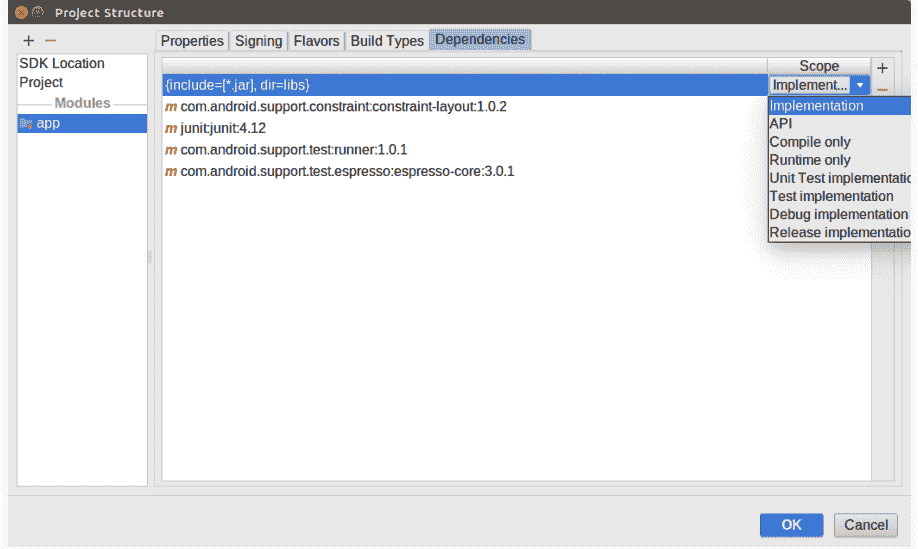 Project Structure
SDK Location
Project
Modules
app
Properties Signing Flavors Build Types Dependencies
Scope
{include=[*.jar], dir=libs} Implement...
m com.android.support.constraint:constraint-layout:1.0.2
m junit:junit:4.12
m com.android.support.test:runner:1.0.1
m com.android.support.test.espresso:espresso-core:3.0.1
Implementation
API
Compile only
Runtime only
Unit Test implementatio
Test implementation
Debug implementation
Release implementatio
OK Cancel